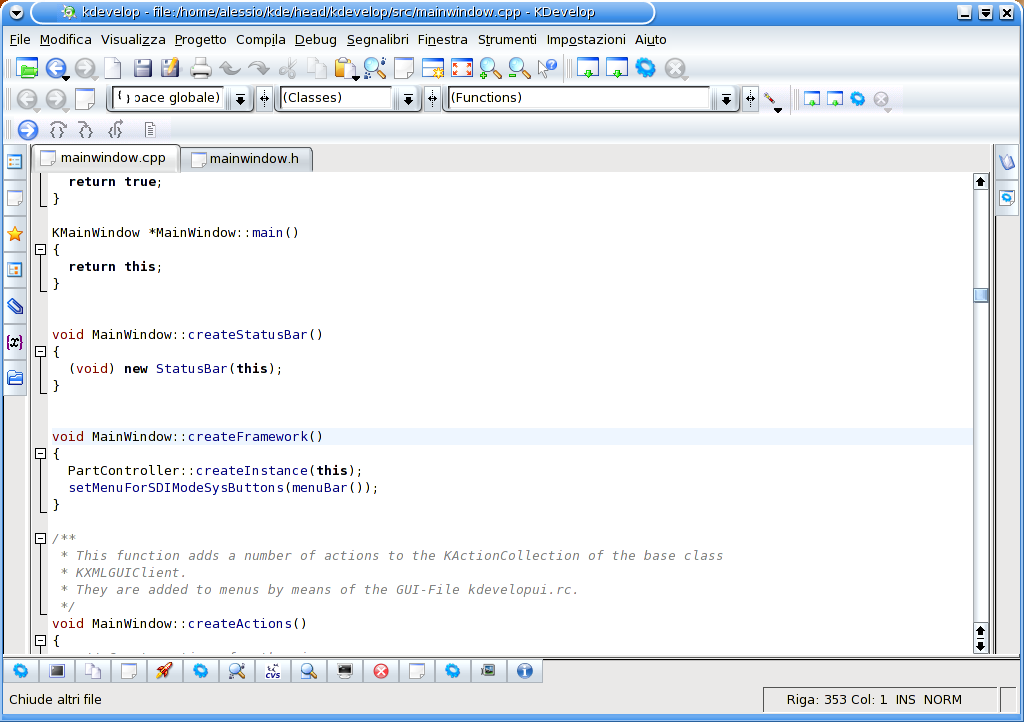 kdevelop - file:/home/alessio/kde/head/kdevelop/src/mainwindow.cpp - KDevelop
File Modifica Visualizza Progetto Compila Debug Segnalibri Finestra Strumenti Impostazioni Aiuto
pace globale) (Classes) (Functions)
mainwindow.cpp mainwindow.h
return true;
}
KMainWindow *MainWindow::main()
{
return this;
}
void MainWindow::createStatusBar()
{
(void) new StatusBar(this);
}
void MainWindow::createFramework()
{
PartController::createInstance(this);
setMenuForSDIModeSysButtons(menuBar());
}
/**
* This function adds a number of actions to the KActionCollection of the base class
* KXMLGUIClient.
* They are added to menus by means of the GUI-File kdevelopui.rc.
*/
void MainWindow::createActions()
{
CVS
Chiude altri file
Riga: 353 Col: 1 INS NORM